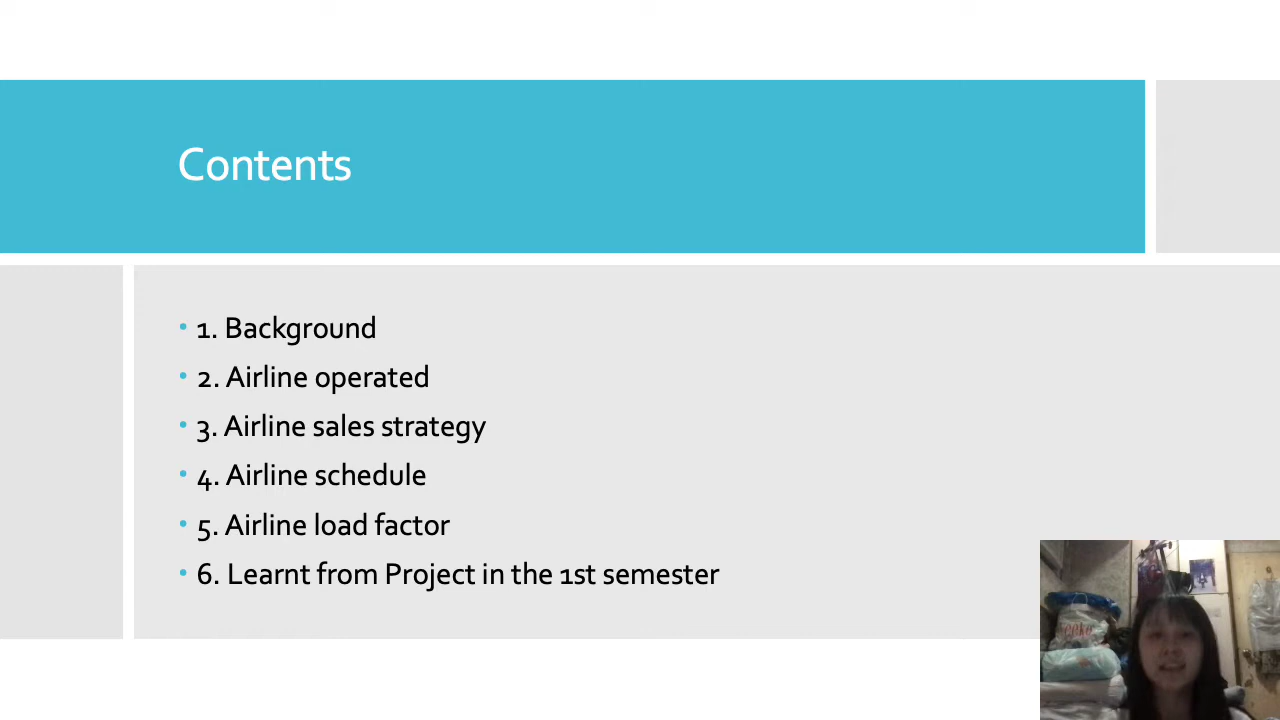 Contents
• 1. Background
• 2. Airline operated
• 3. Airline sales strategy
• 4. Airline schedule
• 5. Airline load factor
• 6. Learnt from Project in the 1st semester